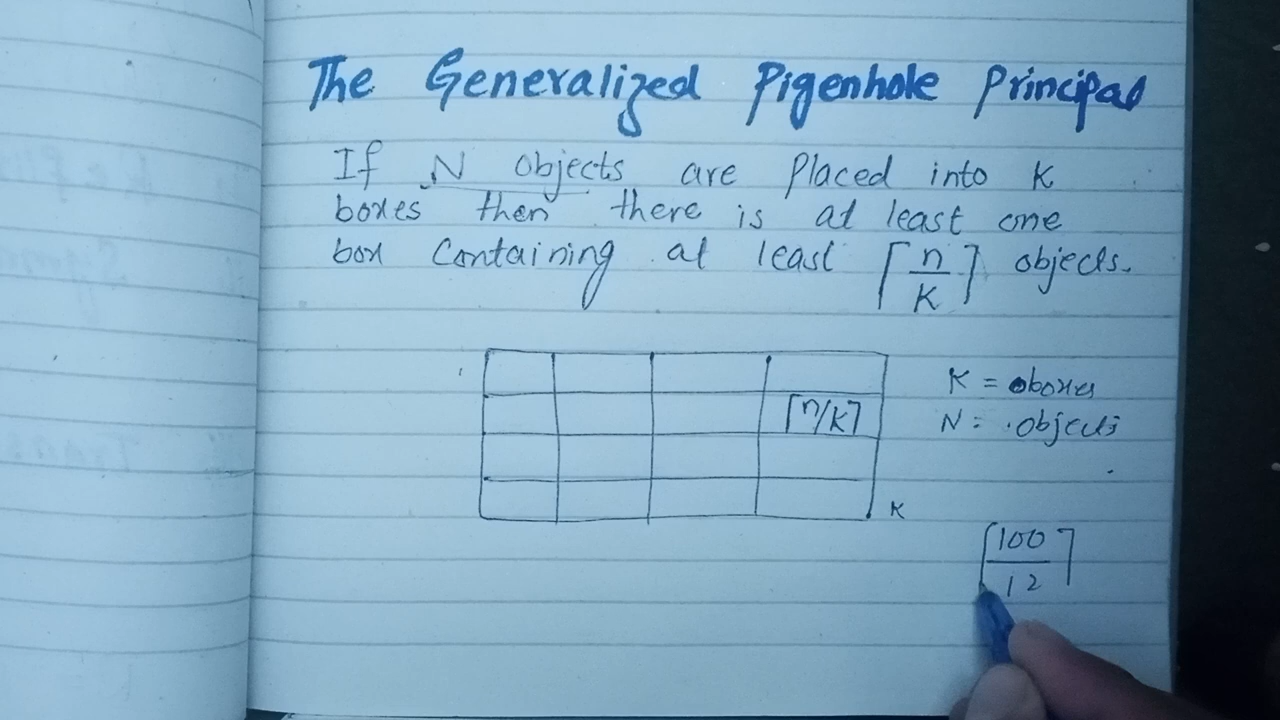 The Generalized Pigenhole Principal
If N objects are Placed into K
boxes then there is at least one
box Containing at least ⌈n/K⌉ objects.
⌈n/K⌉
K = boxes
N = objects
K
⌈100/12⌉